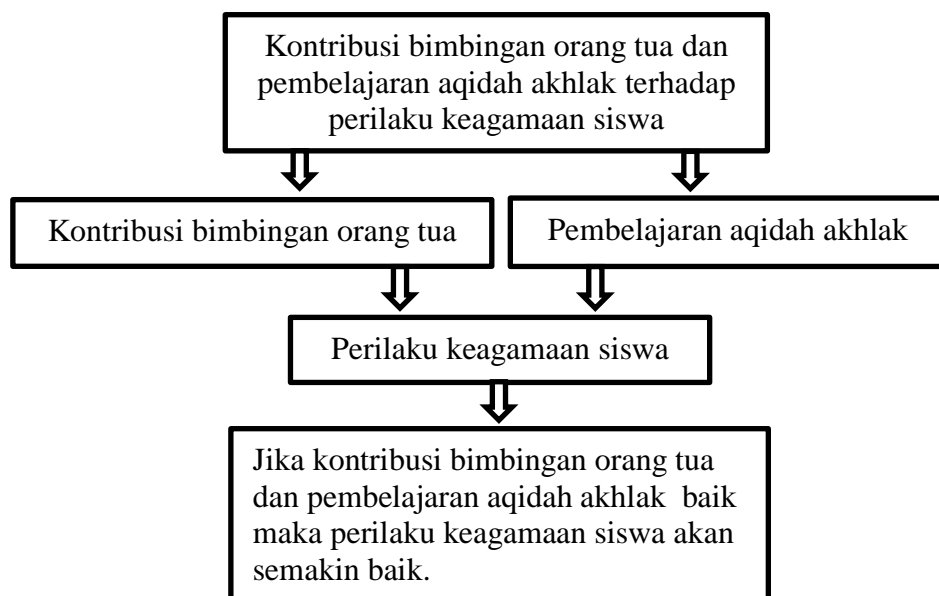 Kontribusi bimbingan orang tua dan
pembelajaran aqidah akhlak terhadap
perilaku keagamaan siswa
Kontribusi bimbingan orang tua
Pembelajaran aqidah akhlak
Perilaku keagamaan siswa
Jika kontribusi bimbingan orang tua
dan pembelajaran aqidah akhlak  baik
maka perilaku keagamaan siswa akan
semakin baik.